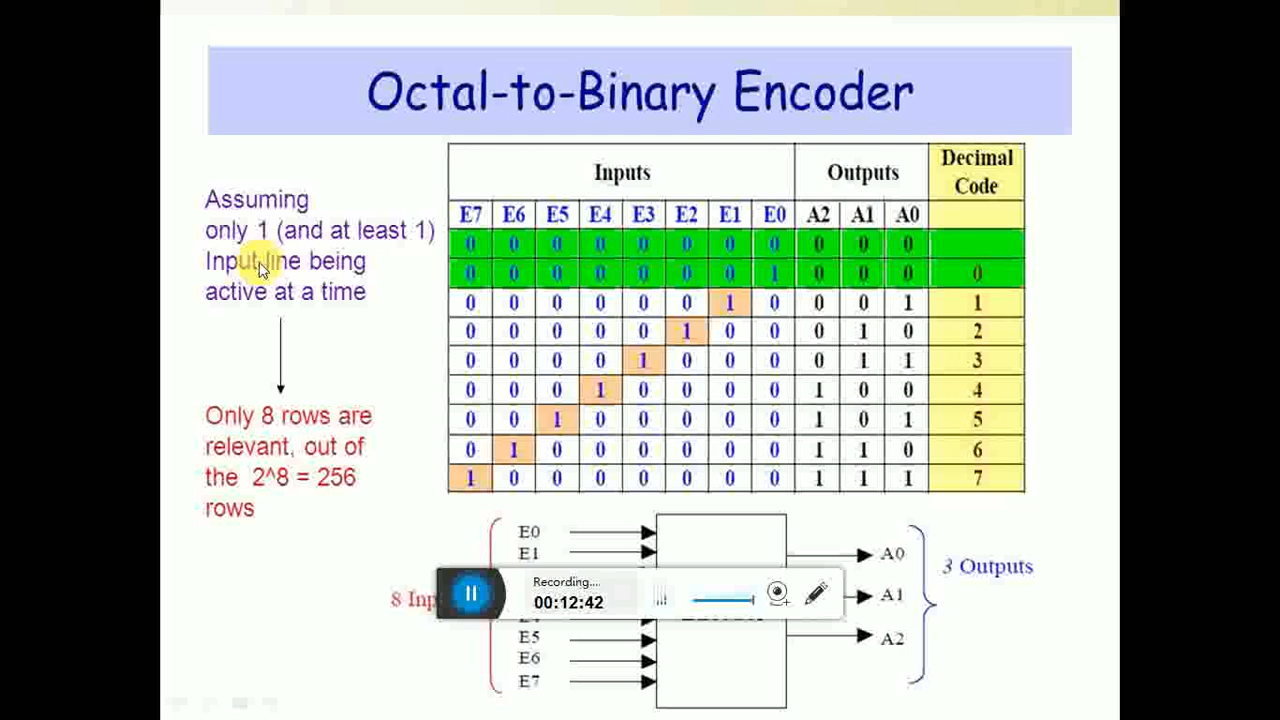 Octal-to-Binary Encoder
Assuming
only 1 (and at least 1)
Input line being
active at a time
Only 8 rows are
relevant, out of
the 2^8 = 256
rows
Inputs Outputs Decimal Code
E7 E6 E5 E4 E3 E2 E1 E0 A2 A1 A0
0 0 0 0 0 0 0 0 0 0 0
0 0 0 0 0 0 0 1 0 0 0 0
0 0 0 0 0 0 1 0 0 0 1 1
0 0 0 0 0 1 0 0 0 1 0 2
0 0 0 0 1 0 0 0 0 1 1 3
0 0 0 1 0 0 0 0 1 0 0 4
0 0 1 0 0 0 0 0 1 0 1 5
0 1 0 0 0 0 0 0 1 1 0 6
1 0 0 0 0 0 0 0 1 1 1 7
E0
E1
E5
E6
E7
8
A0
A1
A2
3 Outputs
Recording....
00:12:42